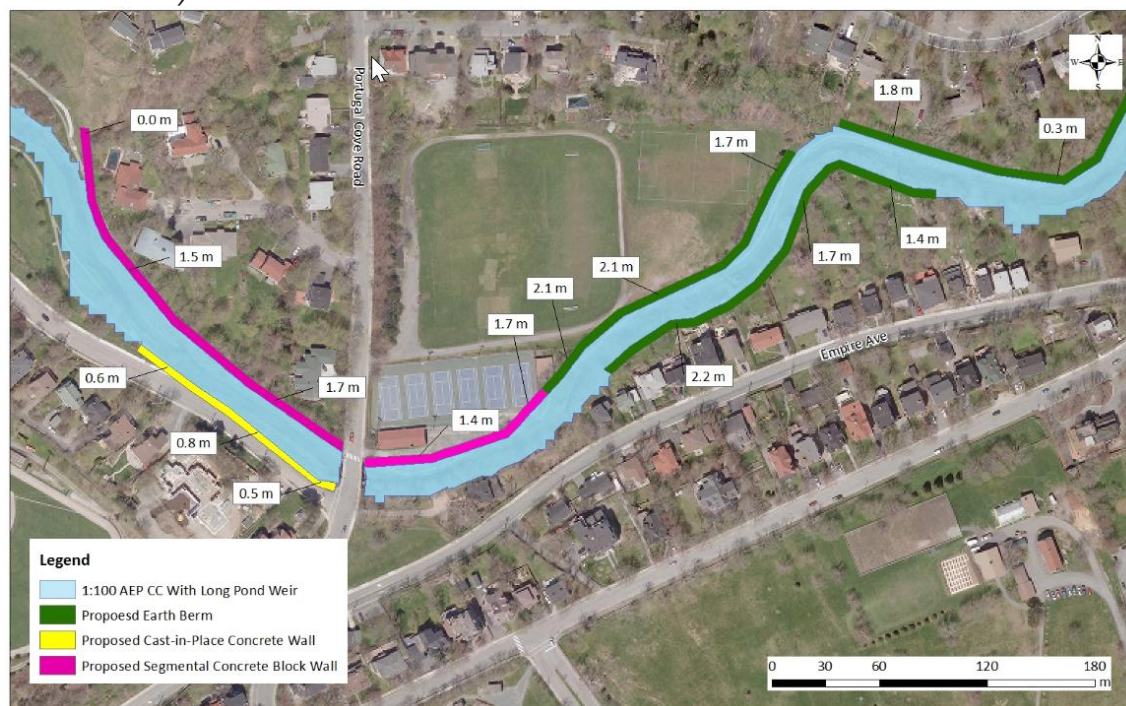 N
W E
S
1.8 m
0.0 m
0.3 m
1.7 m
Portugal Cove Road
1.5 m
1.4 m
1.7 m
2.1 m
2.1 m
1.7 m
Empire Ave
0.6 m
1.7 m
2.2 m
1.4 m
0.8 m
0.5 m
Legend
1:100 AEP CC With Long Pond Weir
Propoesd Earth Berm
Proposed Cast-in-Place Concrete Wall
Proposed Segmental Concrete Block Wall
0 30 60 120 180
m